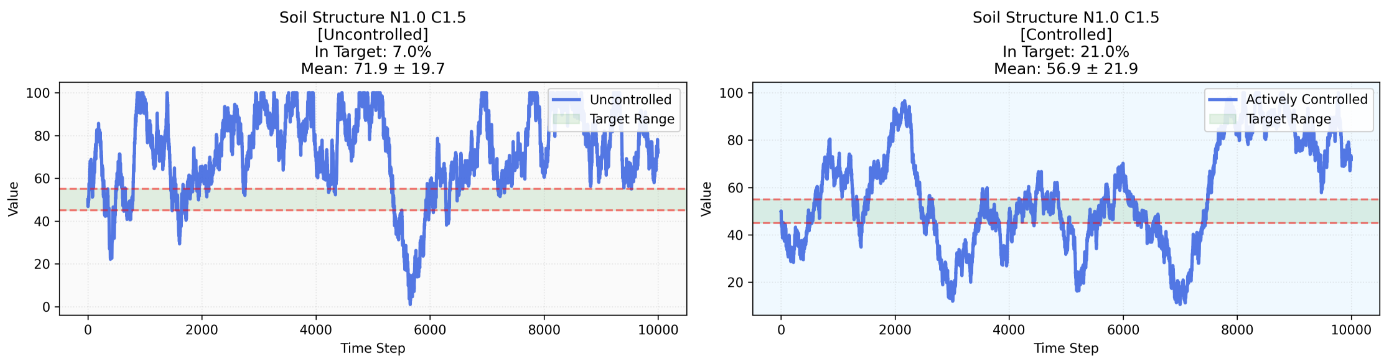 Soil Structure N1.0 C1.5
[Uncontrolled]
In Target: 7.0%
Mean: 71.9 ± 19.7
Value
100
80
60
40
20
0
Uncontrolled
Target Range
0
2000
4000
6000
8000
10000
Time Step
Soil Structure N1.0 C1.5
[Controlled]
In Target: 21.0%
Mean: 56.9 ± 21.9
Value
100
80
60
40
20
Actively Controlled
Target Range
0
2000
4000
6000
8000
10000
Time Step